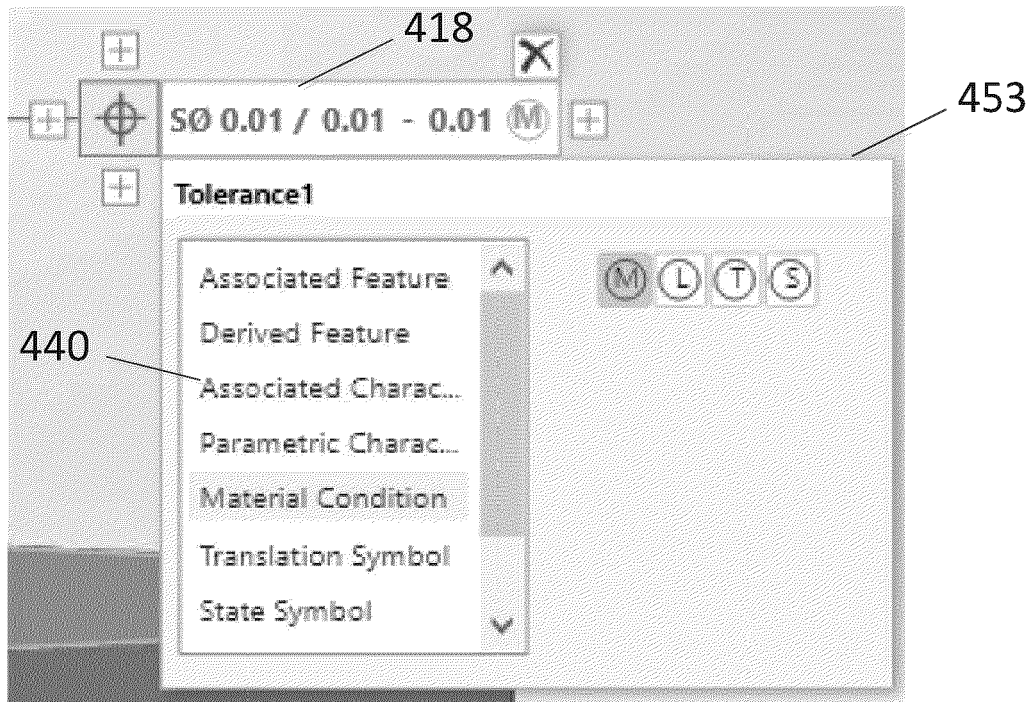 418
SØ 0.01 / 0.01 - 0.01 Ⓜ
453
Tolerance1
Associated Feature
Ⓜ Ⓛ Ⓣ Ⓢ
Derived Feature
440
Associated Charac...
Parametric Charac...
Material Condition
Translation Symbol
State Symbol